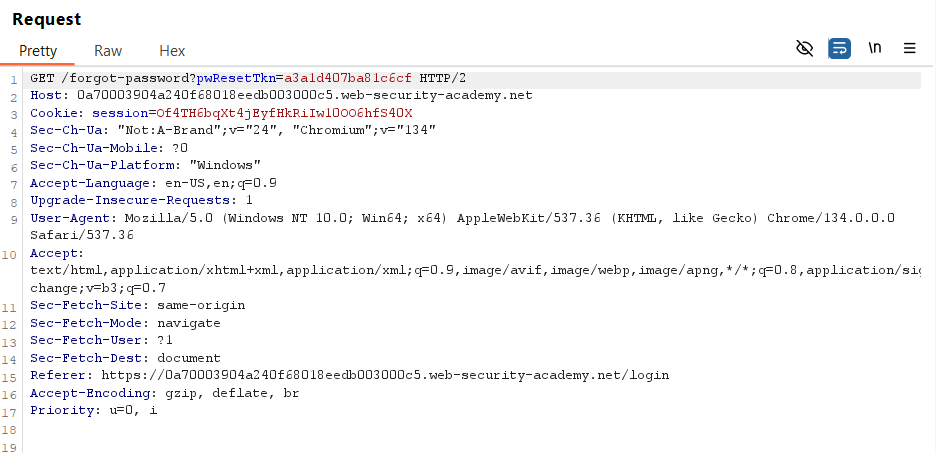 Request
Pretty Raw Hex \n
1 GET /forgot-password?pwResetTkn=a3a1d407ba81c6cf HTTP/2
2 Host: 0a70003904a240f68018eedb003000c5.web-security-academy.net
3 Cookie: session=Of4TH6bqXt4jEyfHkRiIw1OOO6hfS40X
4 Sec-Ch-Ua: "Not:A-Brand";v="24", "Chromium";v="134"
5 Sec-Ch-Ua-Mobile: ?0
6 Sec-Ch-Ua-Platform: "Windows"
7 Accept-Language: en-US,en;q=0.9
8 Upgrade-Insecure-Requests: 1
9 User-Agent: Mozilla/5.0 (Windows NT 10.0; Win64; x64) AppleWebKit/537.36 (KHTML, like Gecko) Chrome/134.0.0.0
Safari/537.36
10 Accept:
text/html,application/xhtml+xml,application/xml;q=0.9,image/avif,image/webp,image/apng,*/*;q=0.8,application/sig
change;v=b3;q=0.7
11 Sec-Fetch-Site: same-origin
12 Sec-Fetch-Mode: navigate
13 Sec-Fetch-User: ?1
14 Sec-Fetch-Dest: document
15 Referer: https://0a70003904a240f68018eedb003000c5.web-security-academy.net/login
16 Accept-Encoding: gzip, deflate, br
17 Priority: u=0, i
18
19